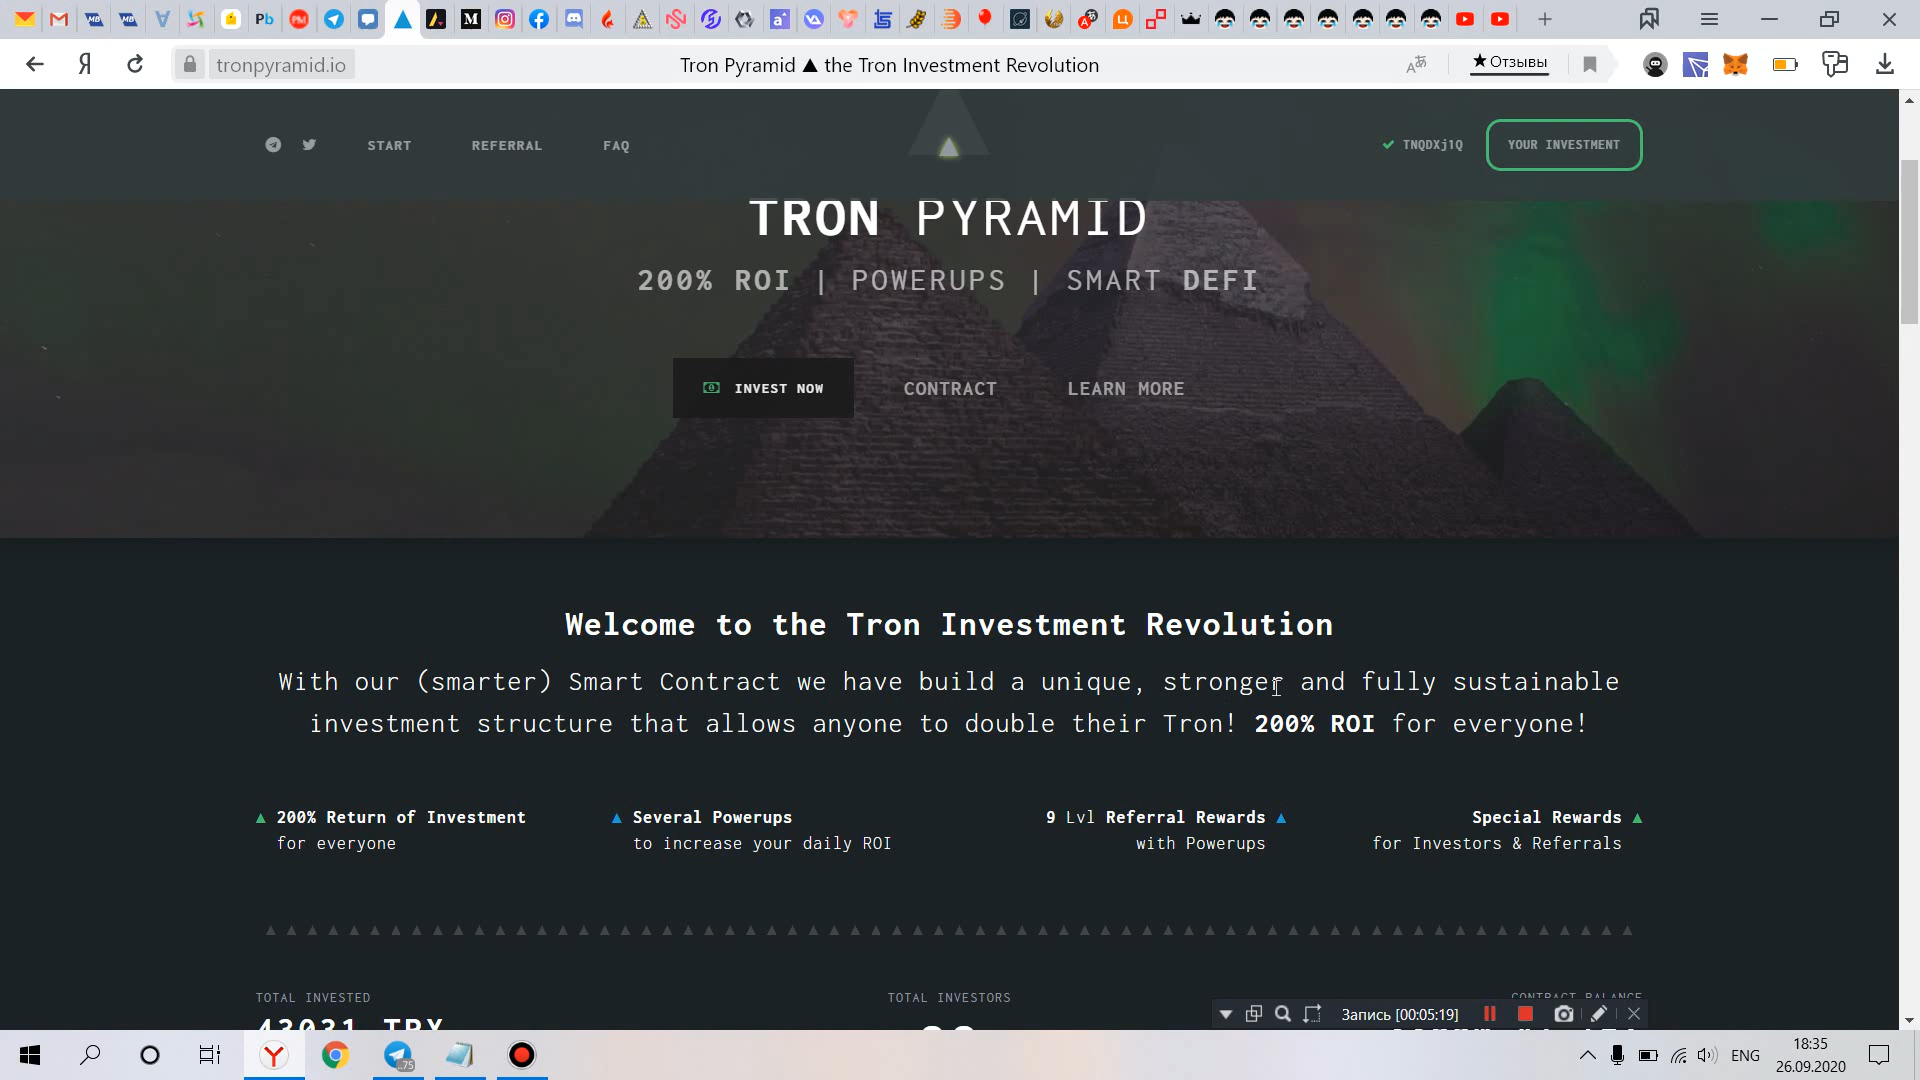 tronpyramid.io
Tron Pyramid ▲ the Tron Investment Revolution
★ Отзывы
START
REFERRAL
FAQ
✔ TNQDXj1Q
YOUR INVESTMENT
TRON PYRAMID
200% ROI | POWERUPS | SMART DEFI
INVEST NOW
CONTRACT
LEARN MORE
Welcome to the Tron Investment Revolution
With our (smarter) Smart Contract we have build a unique, stronger and fully sustainable
investment structure that allows anyone to double their Tron! 200% ROI for everyone!
▲ 200% Return of Investment
for everyone
▲ Several Powerups
to increase your daily ROI
9 Lvl Referral Rewards ▲
with Powerups
Special Rewards ▲
for Investors & Referrals
TOTAL INVESTED
43031 TRX
TOTAL INVESTORS
CONTRACT BALANCE
Запись [00:05:19]
ENG
18:35
26.09.2020